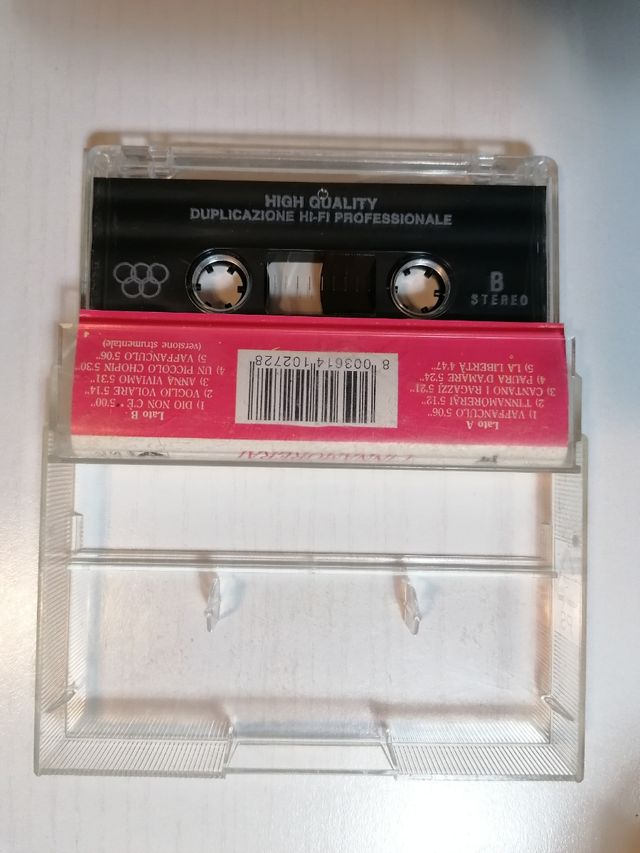 HIGH QUALITY
DUPLICAZIONE HI-FI PROFESSIONALE
B
STEREO
Lato A
1) VAFFANCULO 5'06"
2) T'INNAMORERAI 5'12"
3) CANTANO I RAGAZZI 5'21"
4) PAURA D'AMARE 5'24"
5) LA LIBERTÀ 4'47"
8 003614 102728
Lato B
1) DIO NON C'È 5'00"
2) VOGLIO VOLARE 5'14"
3) ANNA VIVIAMO 5'31"
4) UN PICCOLO CHOPIN 5'30"
5) VAFFANCULO 5'06"
(versione strumentale)
T'INNAMORERAI